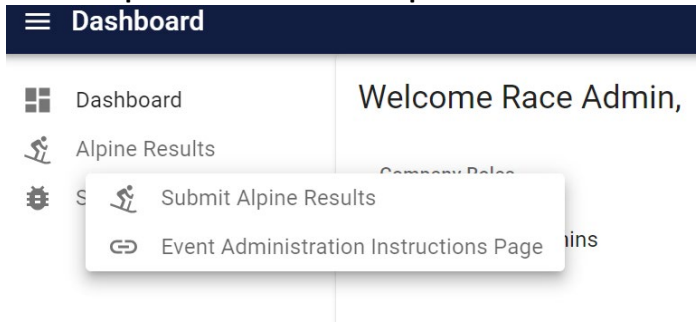 Dashboard
Dashboard
Welcome Race Admin,
Alpine Results
Submit Alpine Results
Event Administration Instructions Page